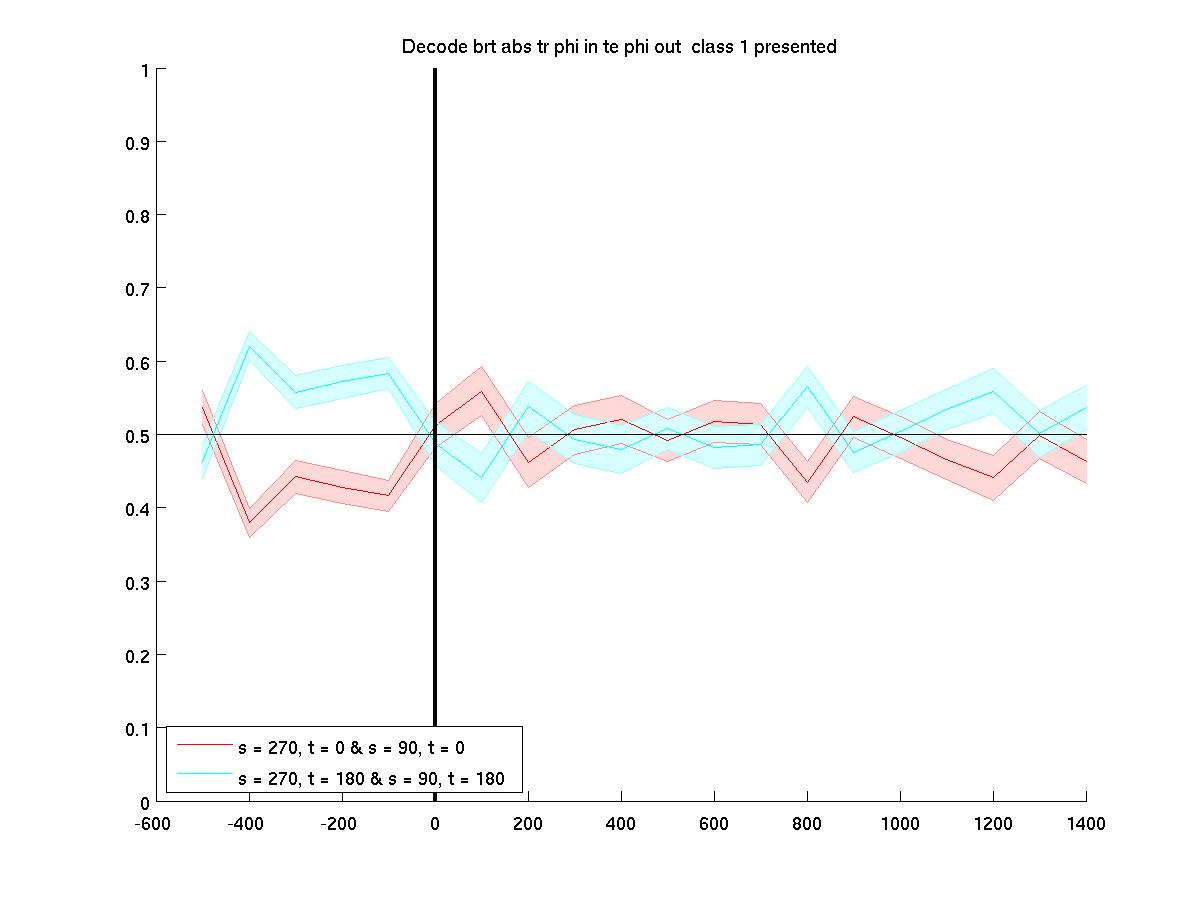 Decode brt abs tr phi in te phi out  class 1 presented
1
0.9
0.8
0.7
0.6
0.5
0.4
0.3
0.2
0.1
0
s = 270, t = 0 & s = 90, t = 0
s = 270, t = 180 & s = 90, t = 180
-600 -400 -200 0 200 400 600 800 1000 1200 1400